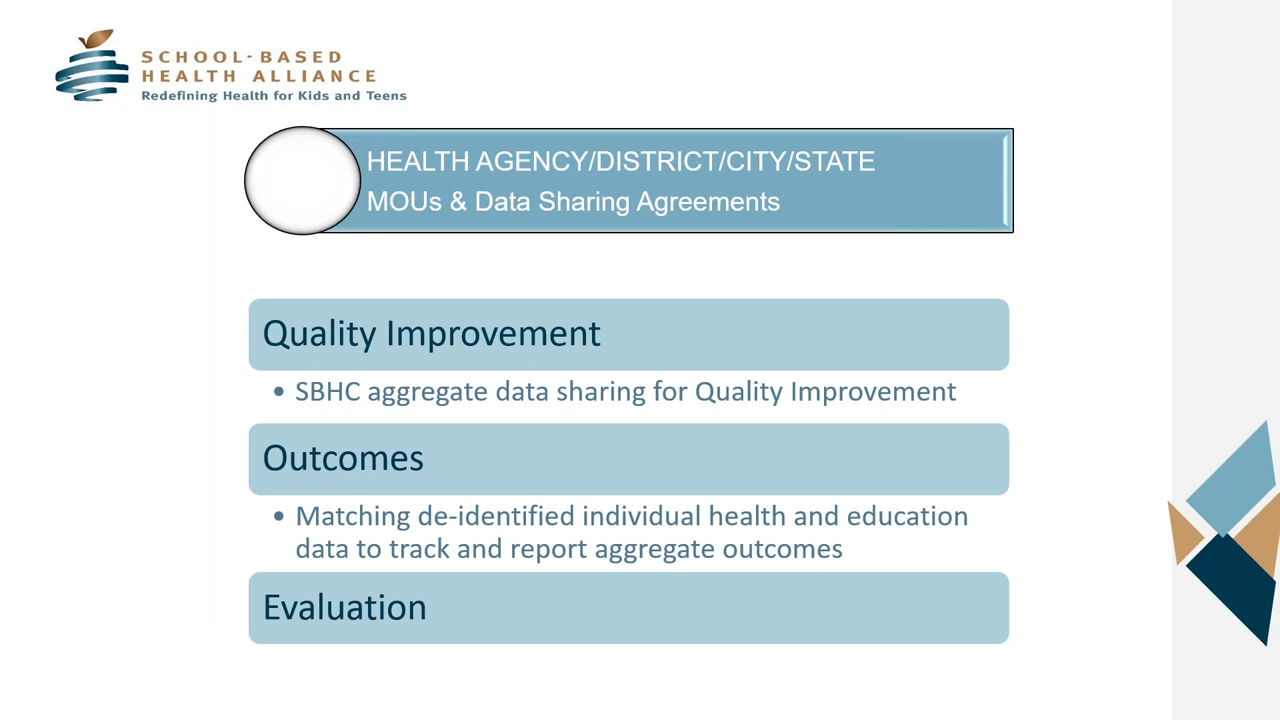 SCHOOL-BASED
HEALTH ALLIANCE
Redefining Health for Kids and Teens
HEALTH AGENCY/DISTRICT/CITY/STATE
MOUs & Data Sharing Agreements
Quality Improvement
• SBHC aggregate data sharing for Quality Improvement
Outcomes
• Matching de-identified individual health and education
data to track and report aggregate outcomes
Evaluation